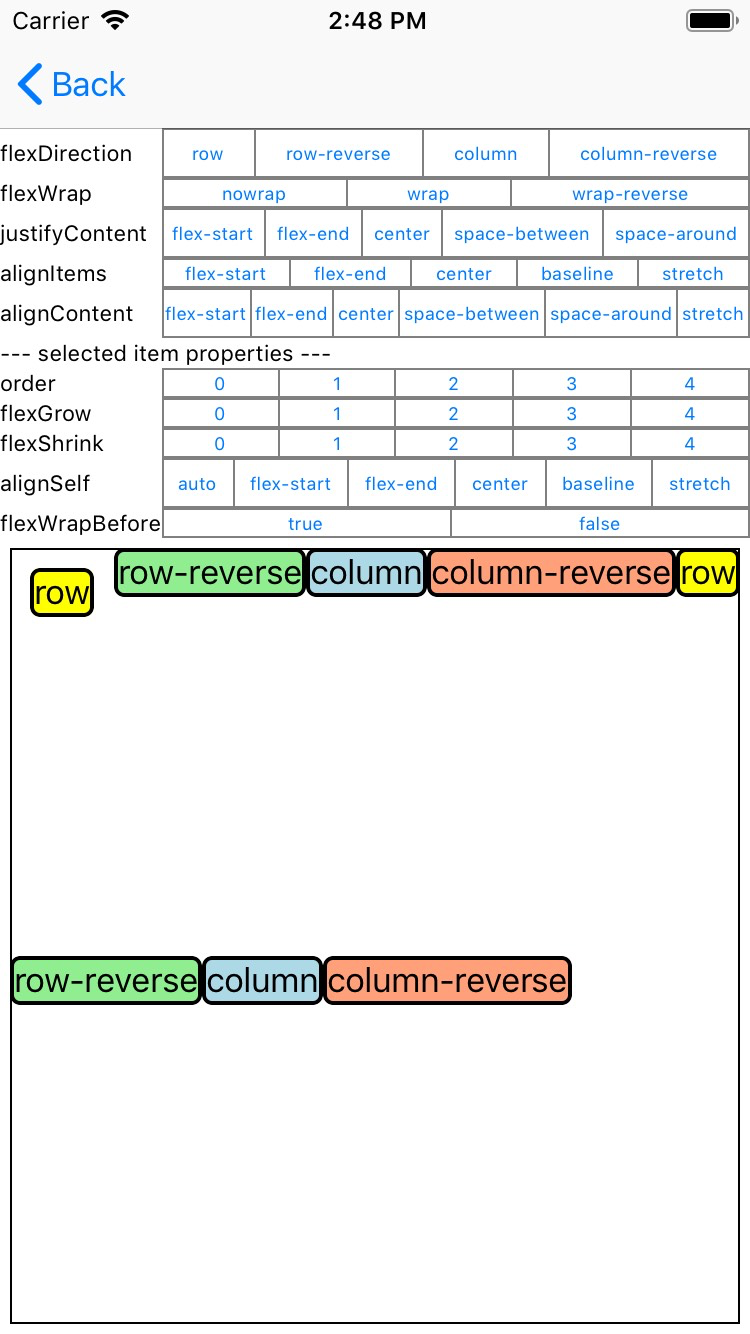 Carrier 2:48 PM
Back
flexDirection row row-reverse column column-reverse
flexWrap nowrap wrap wrap-reverse
justifyContent flex-start flex-end center space-between space-around
alignItems flex-start flex-end center baseline stretch
alignContent flex-start flex-end center space-between space-around stretch
--- selected item properties ---
order 0 1 2 3 4
flexGrow 0 1 2 3 4
flexShrink 0 1 2 3 4
alignSelf auto flex-start flex-end center baseline stretch
flexWrapBefore true false
row row-reverse column column-reverse row
row-reverse column column-reverse